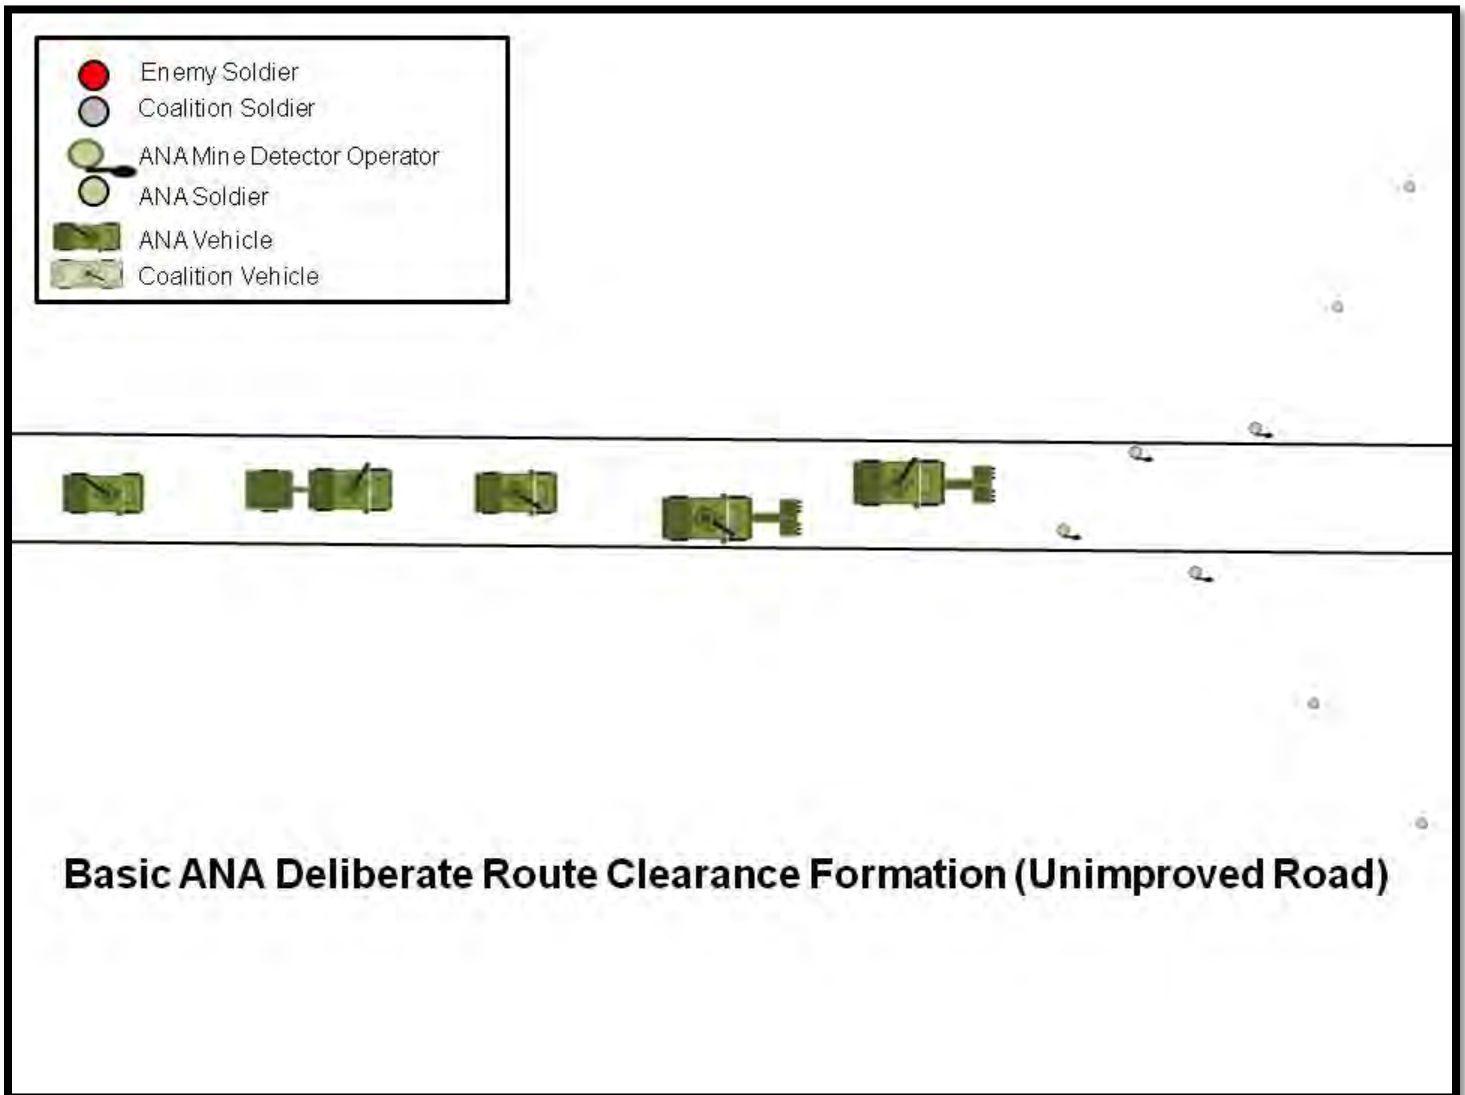 Enemy Soldier
Coalition Soldier
ANA Mine Detector Operator
ANA Soldier
ANA Vehicle
Coalition Vehicle
Basic ANA Deliberate Route Clearance Formation (Unimproved Road)